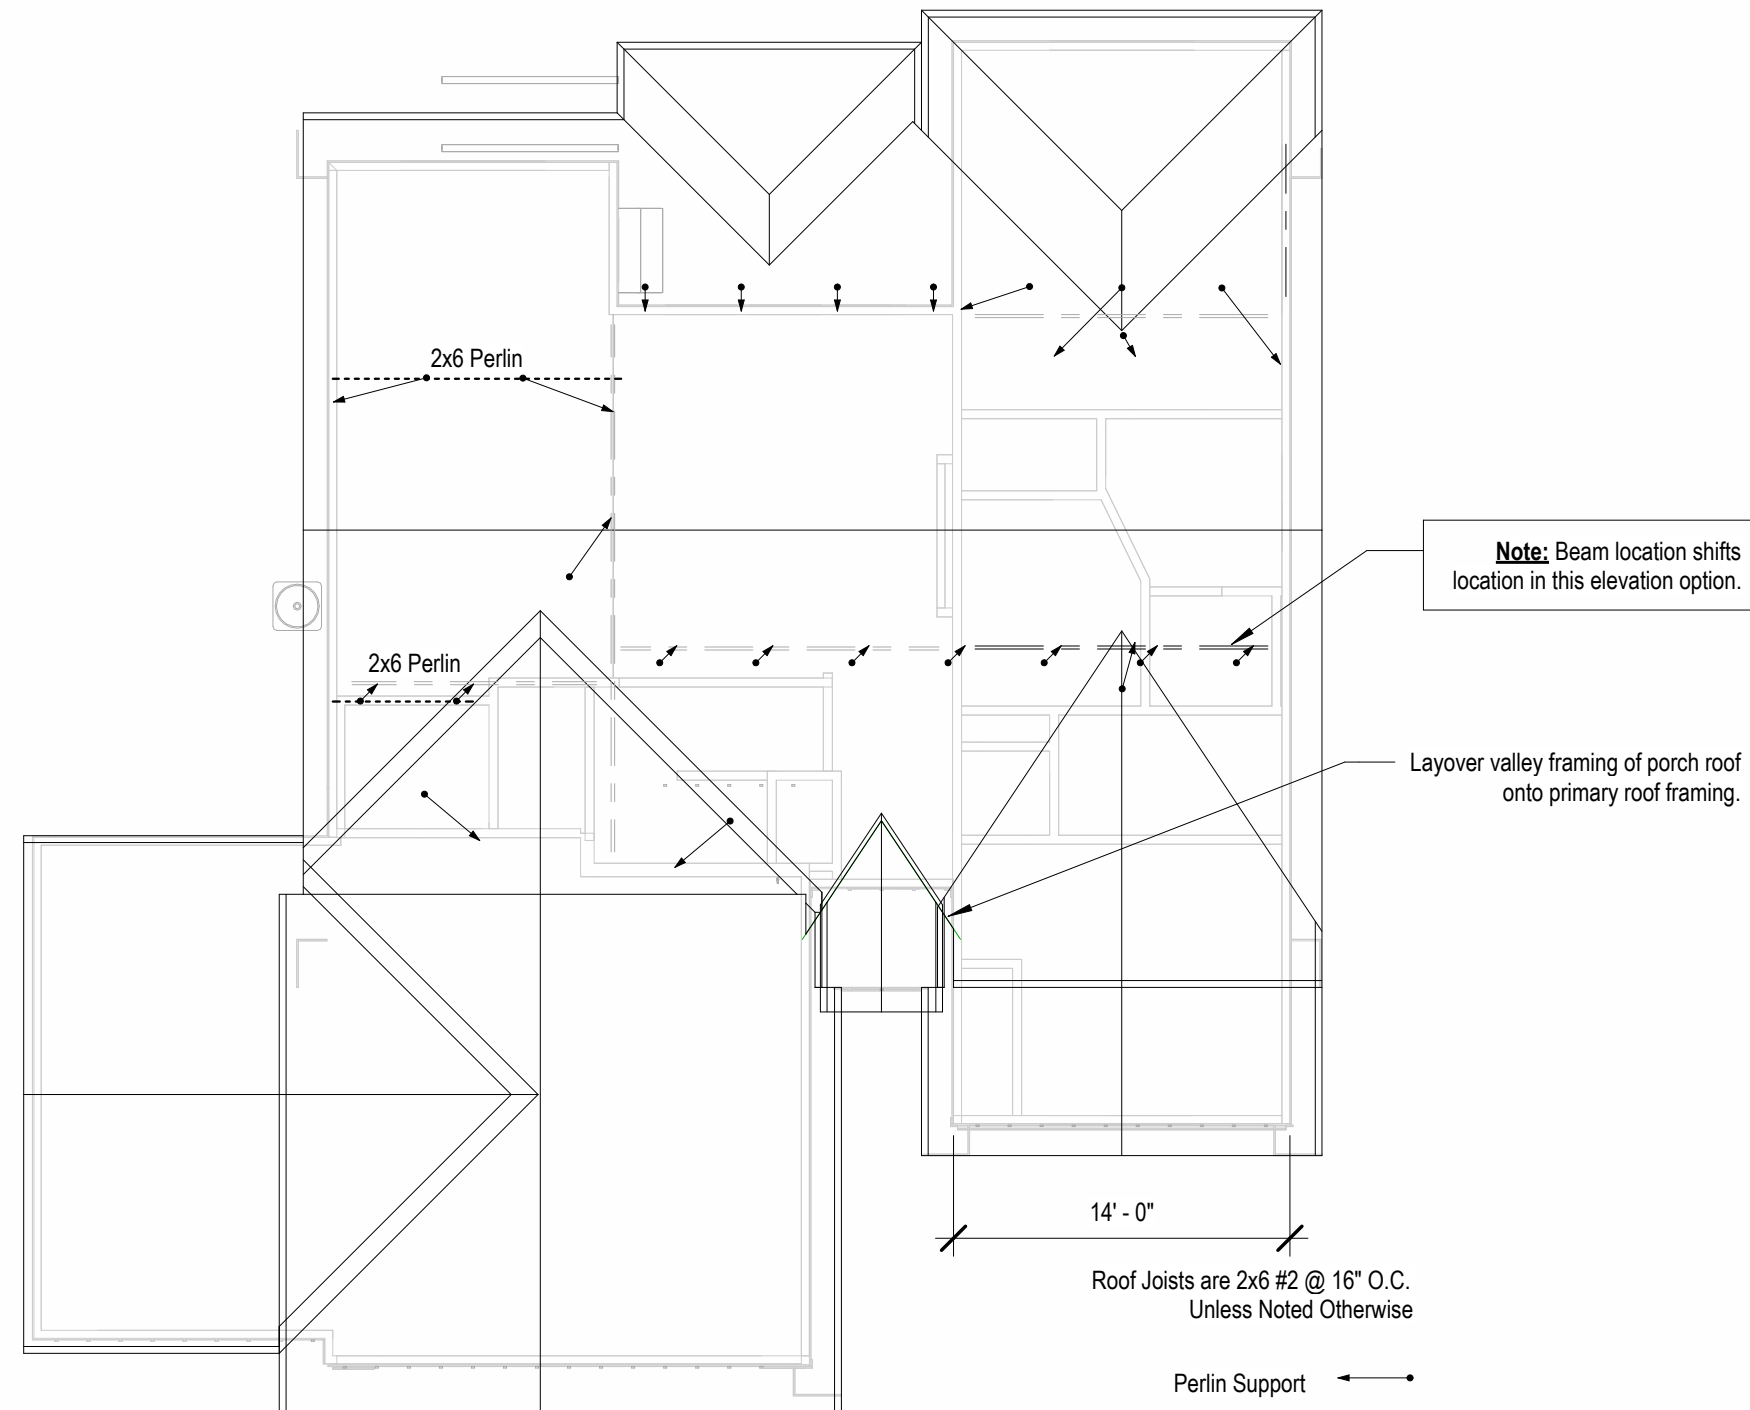 2x6 Perlin
Note: Beam location shifts
location in this elevation option.
2x6 Perlin
Layover valley framing of porch roof
onto primary roof framing.
14' - 0"
Roof Joists are 2x6 #2 @ 16" O.C.
Unless Noted Otherwise
Perlin Support